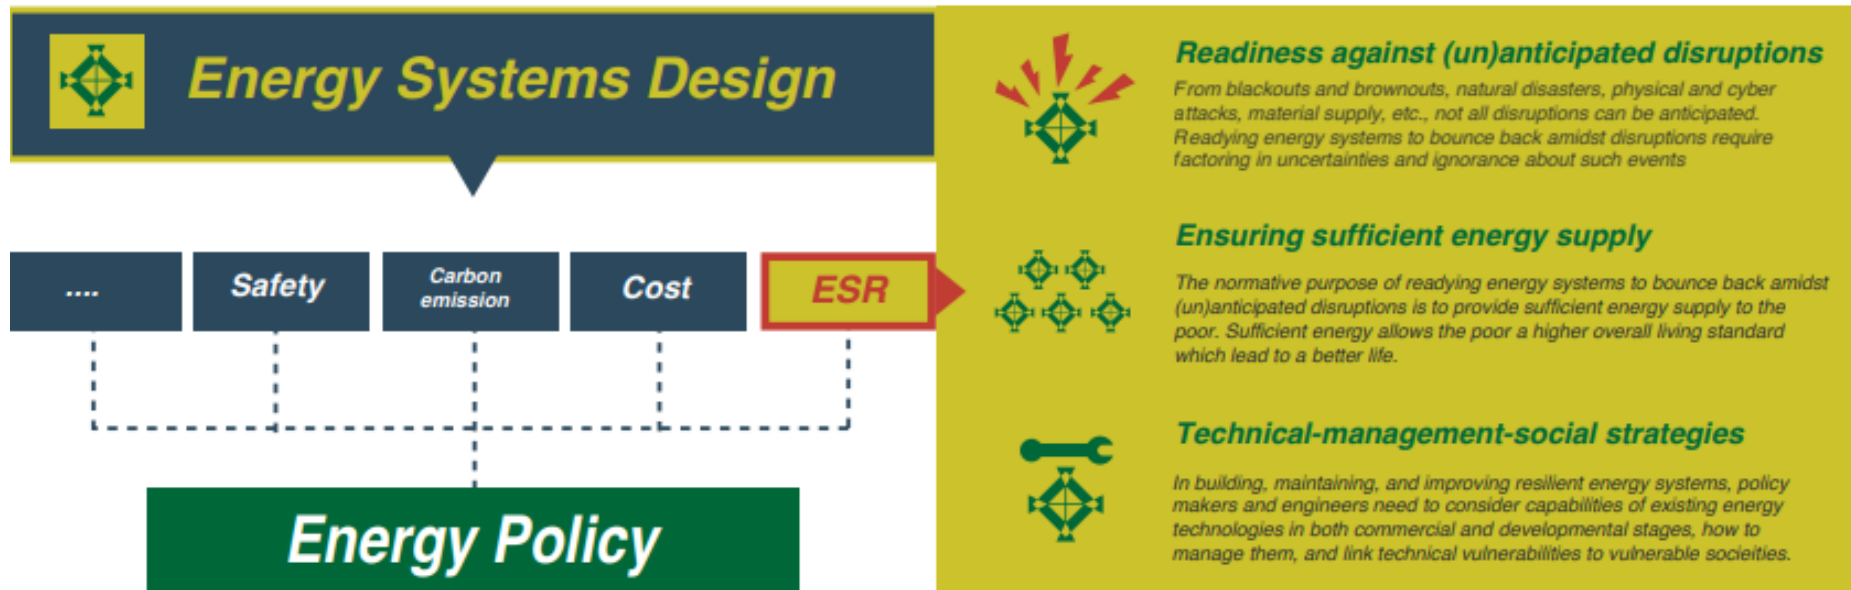 Energy Systems Design
....
Safety
Carbon
emission
Cost
ESR
Energy Policy
Readiness against (un)anticipated disruptions
From blackouts and brownouts, natural disasters, physical and cyber
attacks, material supply, etc., not all disruptions can be anticipated.
Readying energy systems to bounce back amidst disruptions require
factoring in uncertainties and ignorance about such events
Ensuring sufficient energy supply
The normative purpose of readying energy systems to bounce back amidst
(un)anticipated disruptions is to provide sufficient energy supply to the
poor. Sufficient energy allows the poor a higher overall living standard
which lead to a better life.
Technical-management-social strategies
In building, maintaining, and improving resilient energy systems, policy
makers and engineers need to consider capabilities of existing energy
technologies in both commercial and developmental stages, how to
manage them, and link technical vulnerabilities to vulnerable socieities.